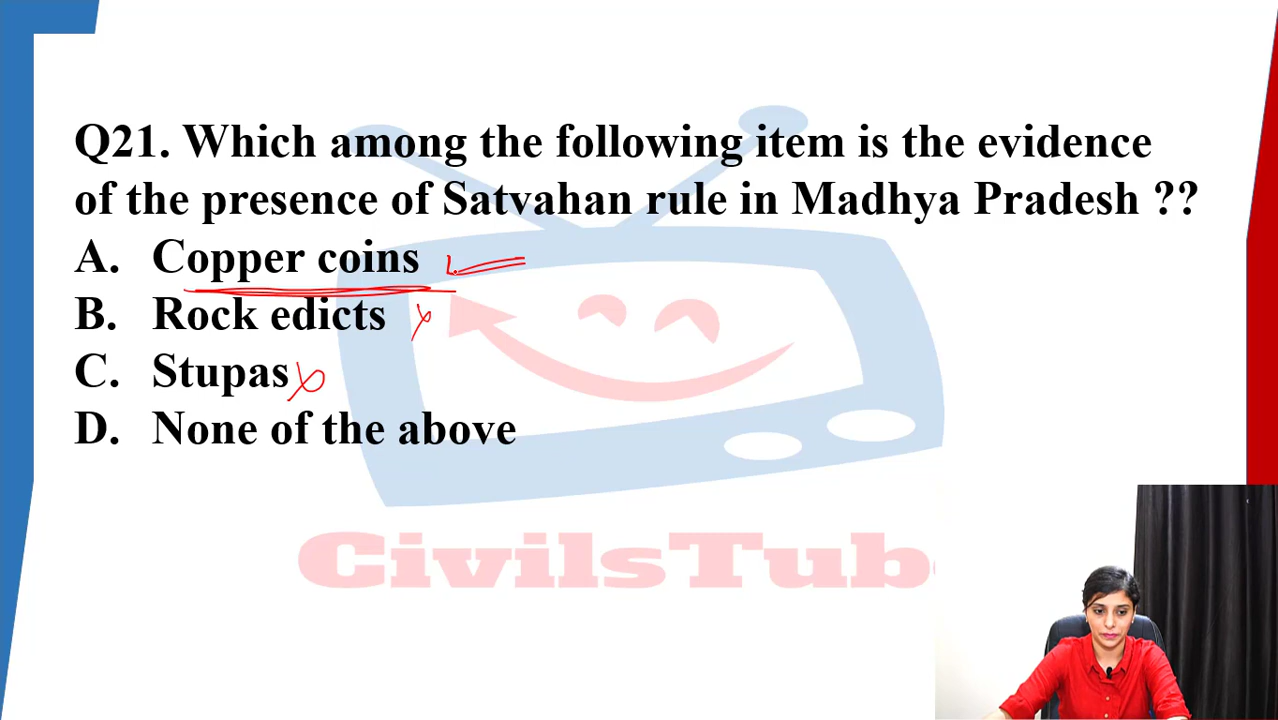 Q21. Which among the following item is the evidence
of the presence of Satvahan rule in Madhya Pradesh ??
A. Copper coins
B. Rock edicts
C. Stupas
D. None of the above
CivilsTub